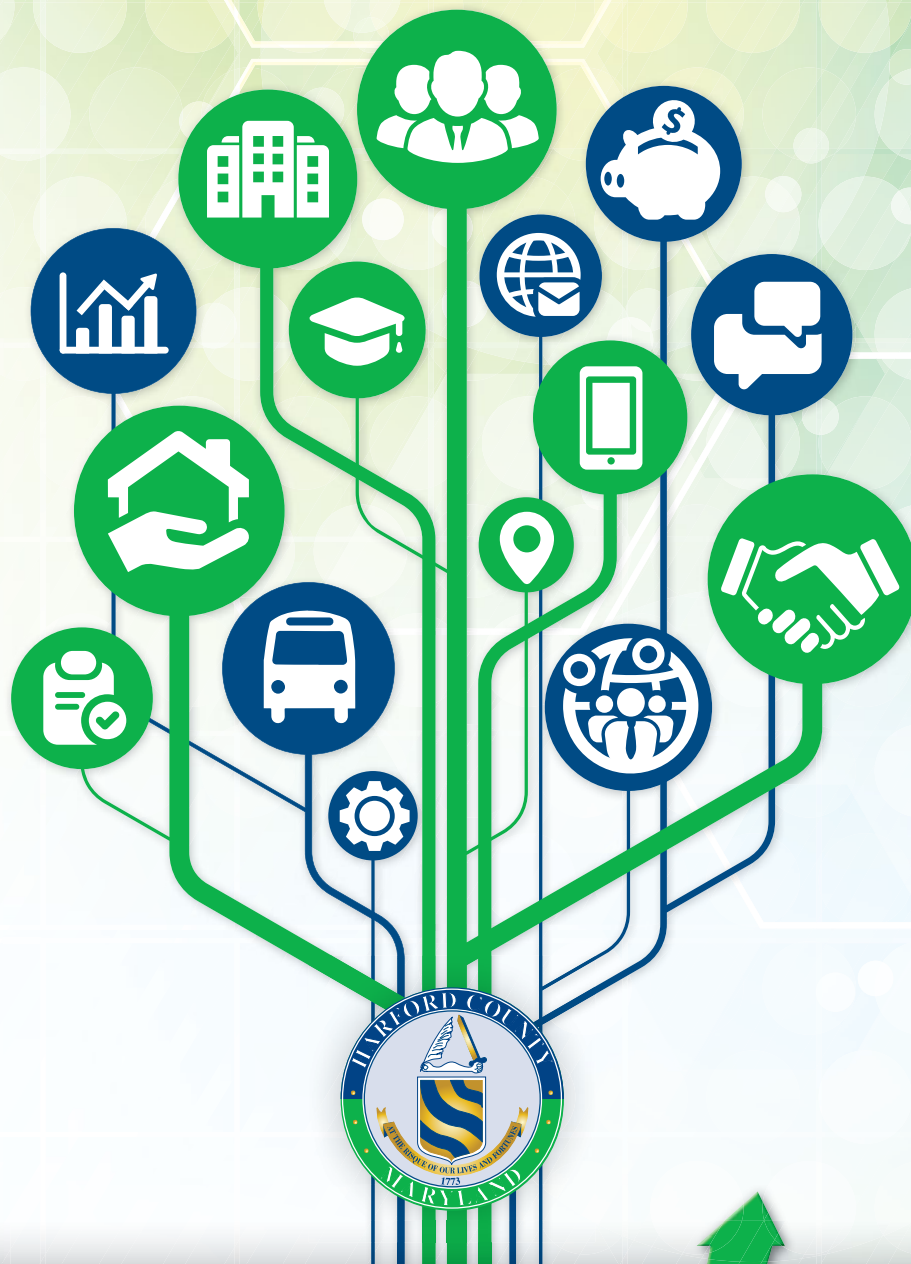 $
HARFORD COUNTY
AT THE RISQUE OF OUR LIVES AND FORTUNES
1773
MARYLAND